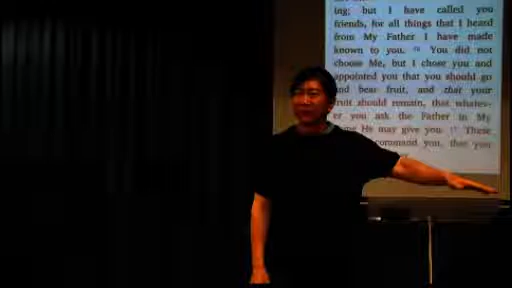 ing; but I have called you
friends, for all things that I heard
from My Father I have made
known to you. 16 You did not
choose Me, but I chose you and
appointed you that you should go
and bear fruit, and that your
fruit should remain, that whatev-
er you ask the Father in My
He may give you. 17 These
command you, that you